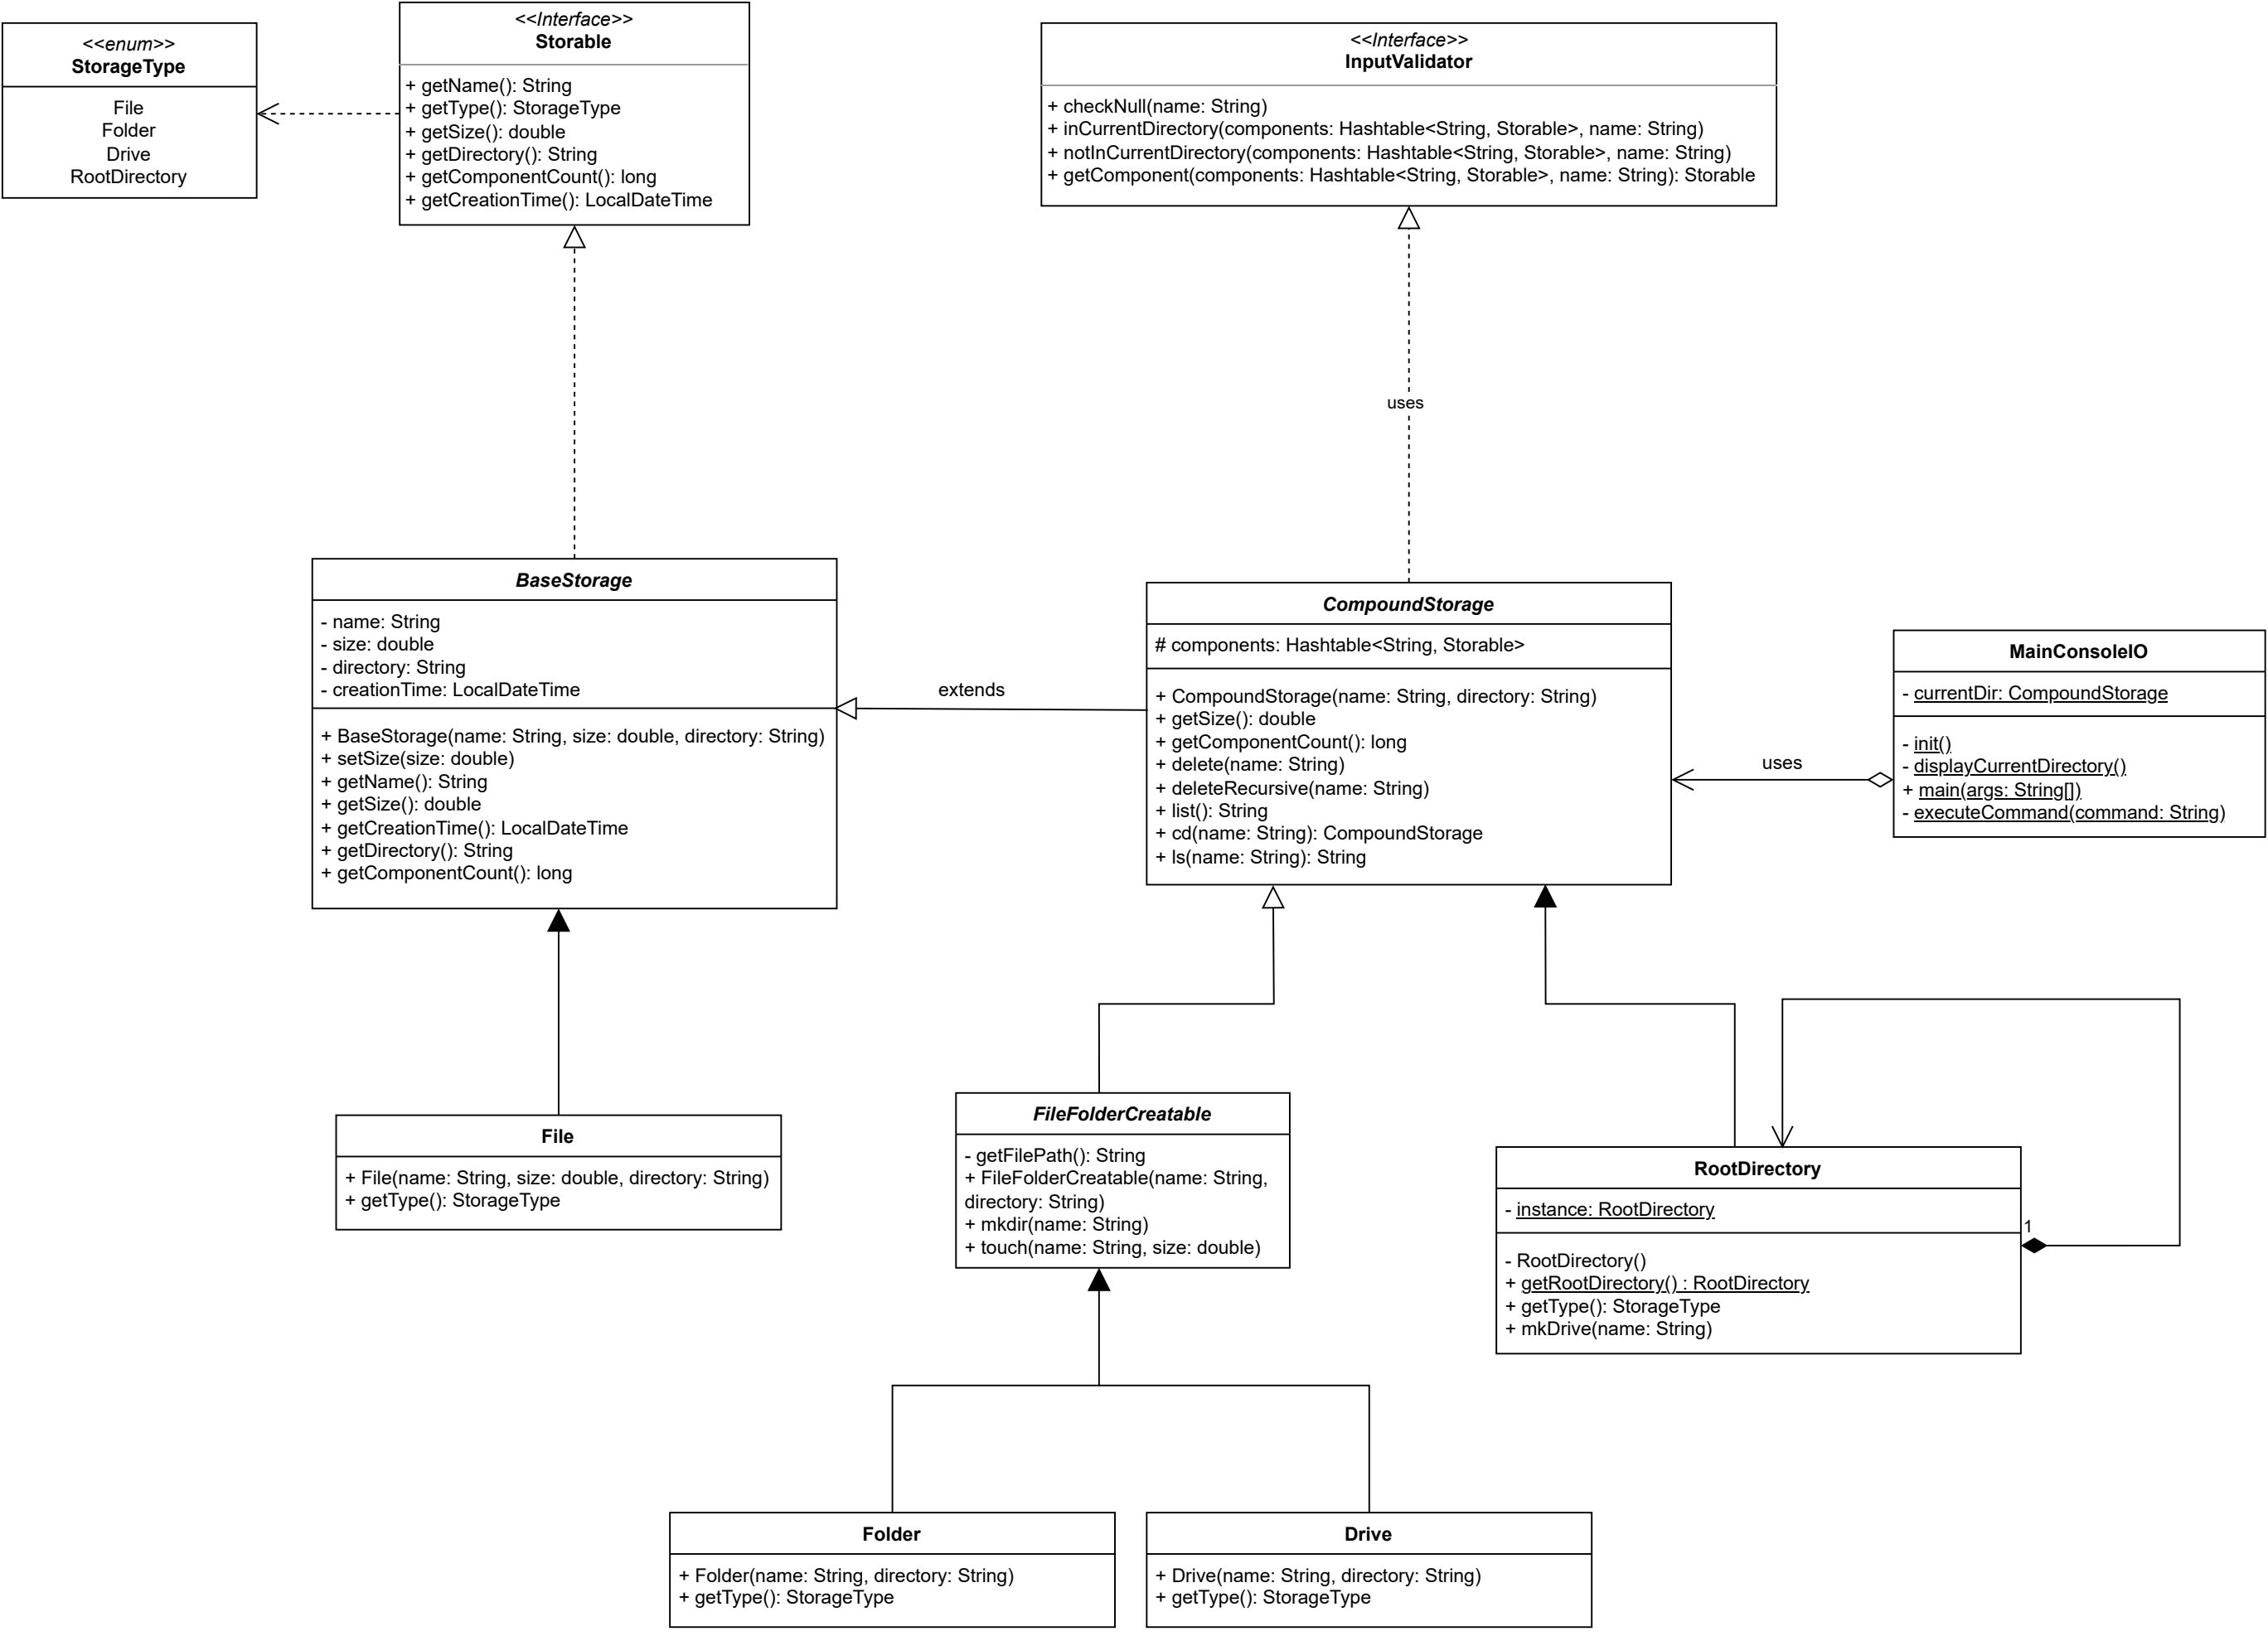 <<enum>>
StorageType
File
Folder
Drive
RootDirectory
<<Interface>>
Storable
+ getName(): String
+ getType(): StorageType
+ getSize(): double
+ getDirectory(): String
+ getComponentCount(): long
+ getCreationTime(): LocalDateTime
<<Interface>>
InputValidator
+ checkNull(name: String)
+ inCurrentDirectory(components: Hashtable<String, Storable>, name: String)
+ notInCurrentDirectory(components: Hashtable<String, Storable>, name: String)
+ getComponent(components: Hashtable<String, Storable>, name: String): Storable
uses
BaseStorage
- name: String
- size: double
- directory: String
- creationTime: LocalDateTime
+ BaseStorage(name: String, size: double, directory: String)
+ setSize(size: double)
+ getName(): String
+ getSize(): double
+ getCreationTime(): LocalDateTime
+ getDirectory(): String
+ getComponentCount(): long
extends
CompoundStorage
# components: Hashtable<String, Storable>
+ CompoundStorage(name: String, directory: String)
+ getSize(): double
+ getComponentCount(): long
+ delete(name: String)
+ deleteRecursive(name: String)
+ list(): String
+ cd(name: String): CompoundStorage
+ ls(name: String): String
uses
MainConsoleIO
- currentDir: CompoundStorage
- init()
- displayCurrentDirectory()
+ main(args: String[])
- executeCommand(command: String)
File
+ File(name: String, size: double, directory: String)
+ getType(): StorageType
FileFolderCreatable
- getFilePath(): String
+ FileFolderCreatable(name: String,
directory: String)
+ mkdir(name: String)
+ touch(name: String, size: double)
RootDirectory
- instance: RootDirectory
1
- RootDirectory()
+ getRootDirectory() : RootDirectory
+ getType(): StorageType
+ mkDrive(name: String)
Folder
+ Folder(name: String, directory: String)
+ getType(): StorageType
Drive
+ Drive(name: String, directory: String)
+ getType(): StorageType